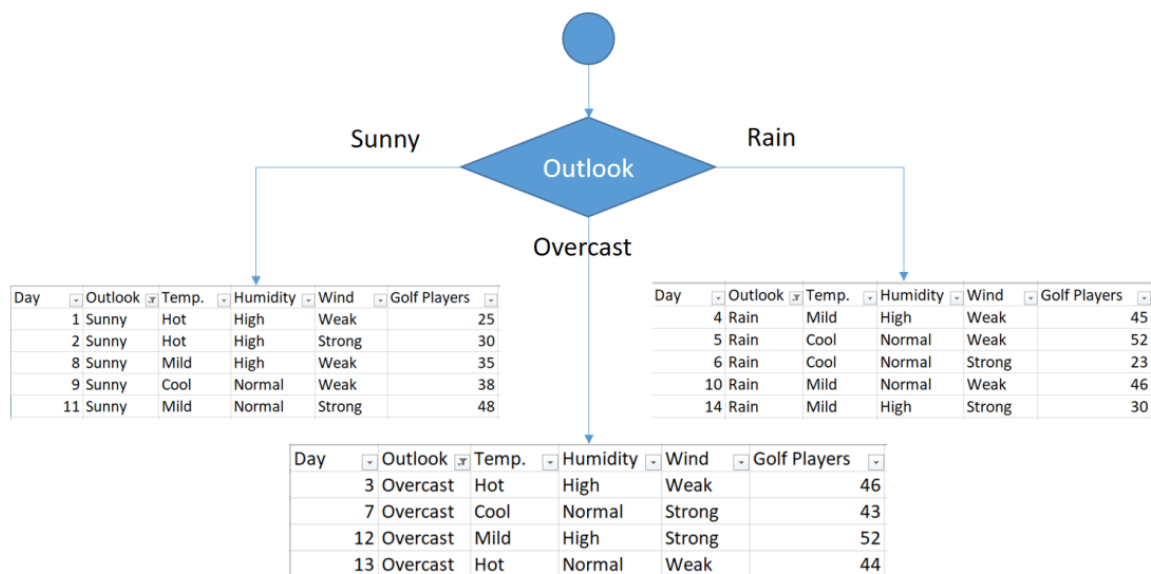 Sunny
Rain
Outlook
Overcast
Day Outlook Temp. Humidity Wind Golf Players
1 Sunny Hot High Weak 25
2 Sunny Hot High Strong 30
8 Sunny Mild High Weak 35
9 Sunny Cool Normal Weak 38
11 Sunny Mild Normal Strong 48
Day Outlook Temp. Humidity Wind Golf Players
4 Rain Mild High Weak 45
5 Rain Cool Normal Weak 52
6 Rain Cool Normal Strong 23
10 Rain Mild Normal Weak 46
14 Rain Mild High Strong 30
Day Outlook Temp. Humidity Wind Golf Players
3 Overcast Hot High Weak 46
7 Overcast Cool Normal Strong 43
12 Overcast Mild High Strong 52
13 Overcast Hot Normal Weak 44